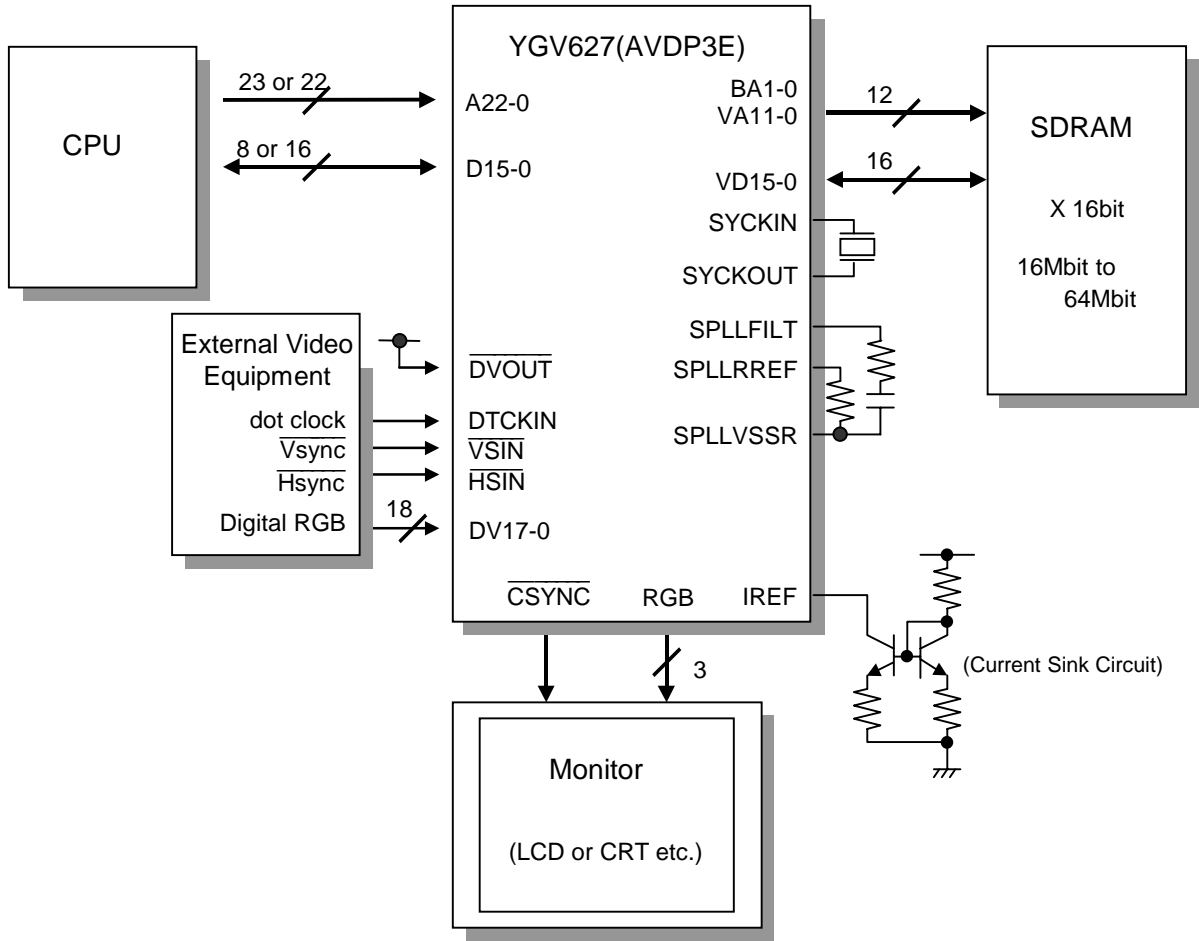 YGV627(AVDP3E)
CPU
23 or 22
A22-0
8 or 16
D15-0
BA1-0
VA11-0
12
16
VD15-0
SDRAM
X 16bit
16Mbit to
64Mbit
SYCKIN
SYCKOUT
SPLLFILT
SPLLRREF
SPLLVSSR
External Video
Equipment
dot clock
Vsync
Hsync
Digital RGB
18
DVOUT
DTCKIN
VSIN
HSIN
DV17-0
CSYNC
RGB
IREF
3
(Current Sink Circuit)
Monitor
(LCD or CRT etc.)